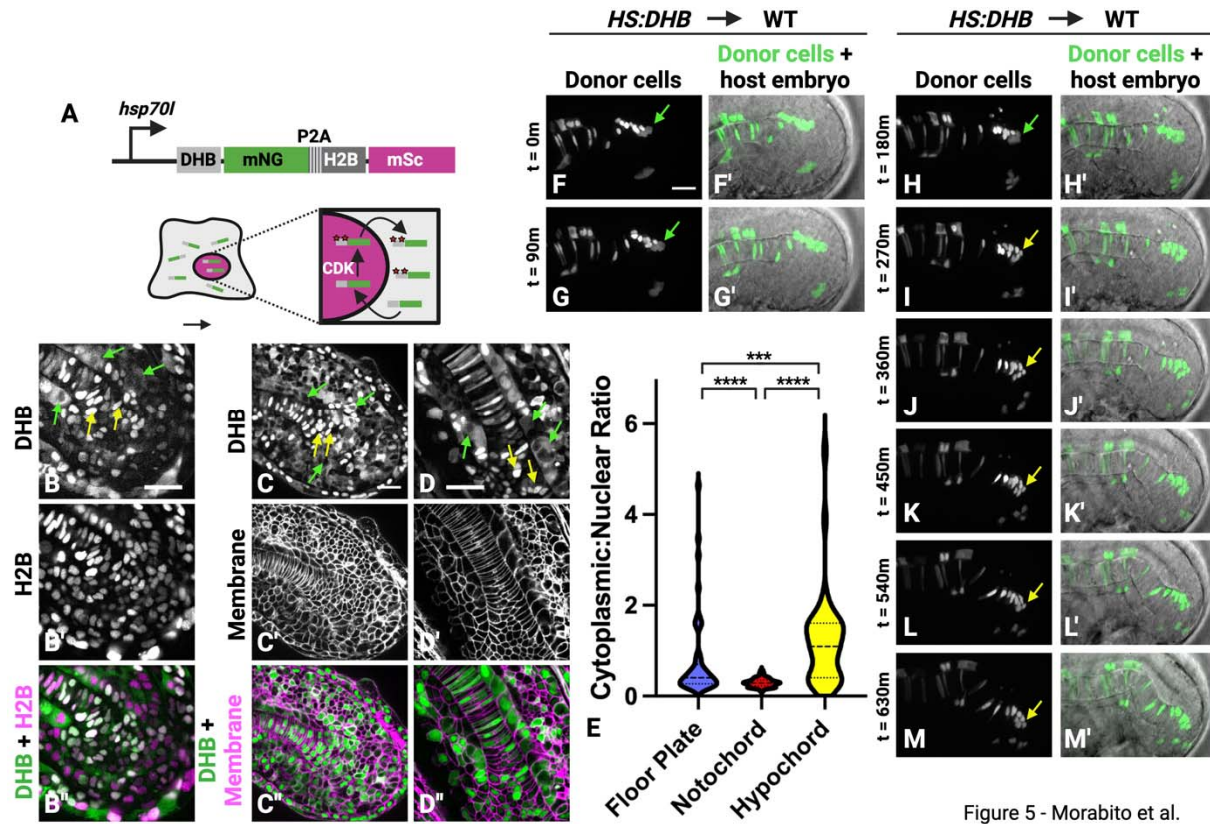 A
hsp70l
P2A
DHB mNG H2B mSc
CDK
DHB
B
C
D
H2B
B'
Membrane
C'
D'
DHB + H2B
B"
DHB +
Membrane
C"
D"
E
Cytoplasmic:Nuclear Ratio
6
4
2
0
***
**** ****
Floor Plate
Notochord
Hypochord
HS:DHB → WT
Donor cells
Donor cells +
host embryo
t = 0m
F
F'
t = 90m
G
G'
HS:DHB → WT
Donor cells
Donor cells +
host embryo
t = 180m
H
H'
t = 270m
I
I'
t = 360m
J
J'
t = 450m
K
K'
t = 540m
L
L'
t = 630m
M
M'
Figure 5 - Morabito et al.